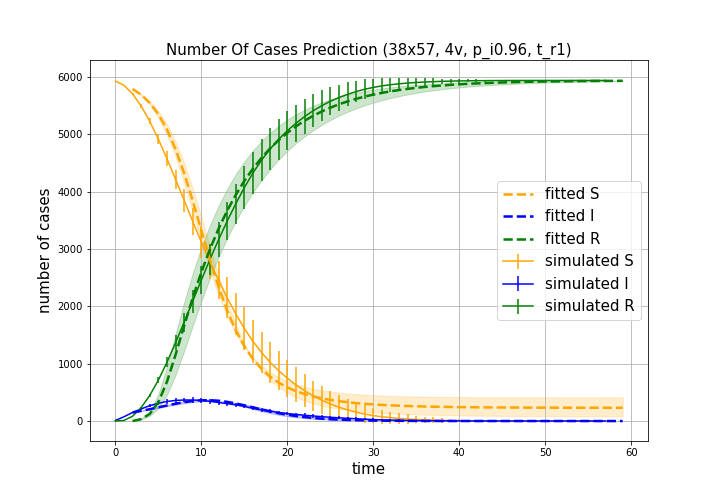 Number Of Cases Prediction (38x57, 4v, p_i0.96, t_r1)
number of cases
6000
5000
4000
3000
2000
1000
0
fitted S
fitted I
fitted R
simulated S
simulated I
simulated R
0 10 20 30 40 50 60
time